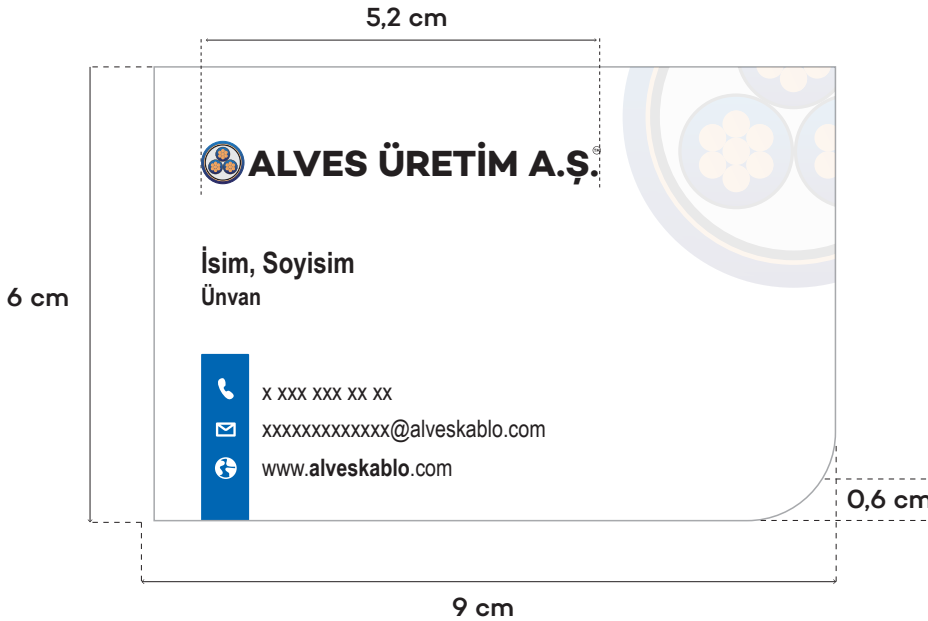 5,2 cm
ALVES ÜRETİM A.Ş.
İsim, Soyisim
Ünvan
6 cm
x xxx xxx xx xx
xxxxxxxxxxxxx@alveskablo.com
www.alveskablo.com
0,6 cm
9 cm